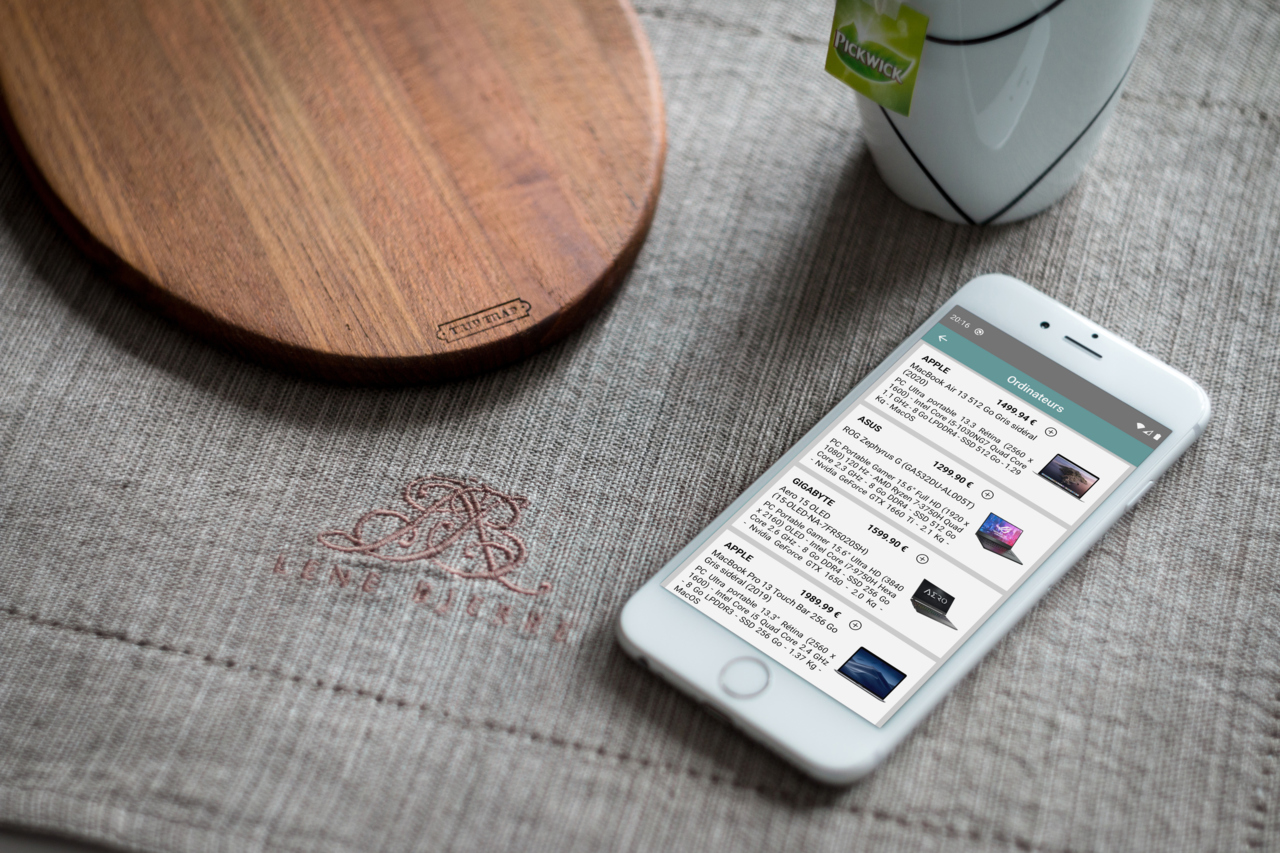 PICKWICK
20:16
Ordinateurs
APPLE
MacBook Air 13 512 Go Gris sidéral
(2020)
1499.94 €
PC Ultra portable 13.3 Rétina (2560 x
1600) - Intel Core i5-1030NG7 Quad Core
1.1 GHz - 8 Go LPDDR4 - SSD 512 Go - 1.29
Kg - MacOS
ASUS
ROG Zephyrus G (GA532DU-AL005T)
1299.90 €
PC Portable Gamer 15.6" Full HD (1920 x
1080) 120 Hz - AMD Ryzen 7-3750H Quad
Core 2.3 GHz - 8 Go DDR4 - SSD 512 Go
- Nvidia GeForce GTX 1660 Ti - 2.1 Kg -
GIGABYTE
Aero 15 OLED
(15-OLED-NA-7FR5020SH)
1599.90 €
PC Portable Gamer 15.6" Ultra HD (3840
x 2160) OLED - Intel Core i7-9750H Hexa
Core 2.6 GHz - 8 Go DDR4 - SSD 256 Go
- Nvidia GeForce GTX 1650 - 2.0 Kg -
AERO
APPLE
MacBook Pro 13 Touch Bar 256 Go
Gris sidéral (2019)
1989.99 €
PC Ultra portable 13.3" Rétina (2560 x
1600) - Intel Core i5 Quad Core 2.4 GHz
- 8 Go LPDDR3 - SSD 256 Go - 1.37 Kg -
MacOS